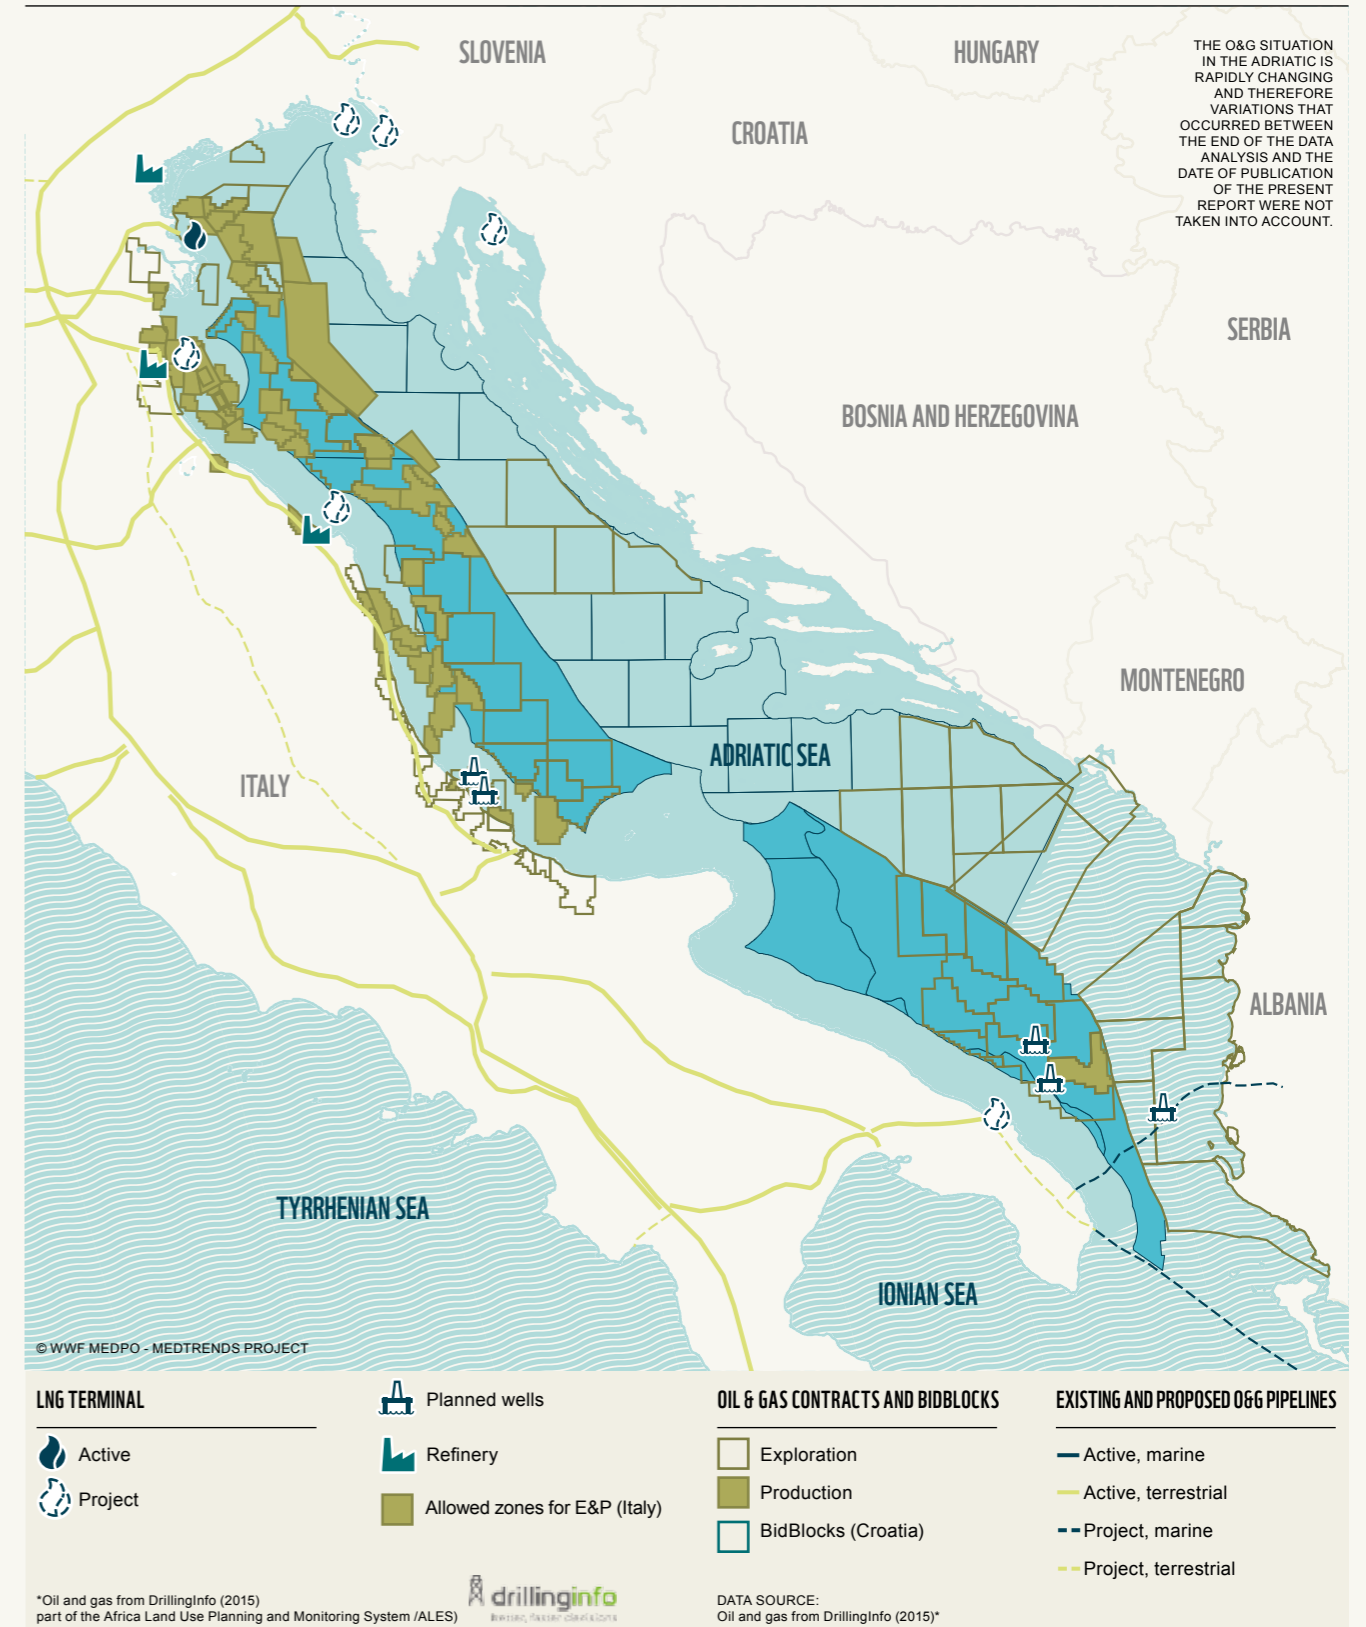 SLOVENIA
HUNGARY
THE O&G SITUATION
IN THE ADRIATIC IS
RAPIDLY CHANGING
AND THEREFORE
VARIATIONS THAT
OCCURRED BETWEEN
THE END OF THE DATA
ANALYSIS AND THE
DATE OF PUBLICATION
OF THE PRESENT
REPORT WERE NOT
TAKEN INTO ACCOUNT.
CROATIA
SERBIA
BOSNIA AND HERZEGOVINA
MONTENEGRO
ADRIATIC SEA
ITALY
ALBANIA
TYRRHENIAN SEA
IONIAN SEA
© WWF MEDPO - MEDTRENDS PROJECT
LNG TERMINAL
Active
Project
Planned wells
Refinery
Allowed zones for E&P (Italy)
OIL & GAS CONTRACTS AND BIDBLOCKS
Exploration
Production
BidBlocks (Croatia)
EXISTING AND PROPOSED O&G PIPELINES
Active, marine
Active, terrestrial
Project, marine
Project, terrestrial
*Oil and gas from DrillingInfo (2015)
part of the Africa Land Use Planning and Monitoring System /ALES)
drillinginfo
better, faster decisions
DATA SOURCE:
Oil and gas from DrillingInfo (2015)*